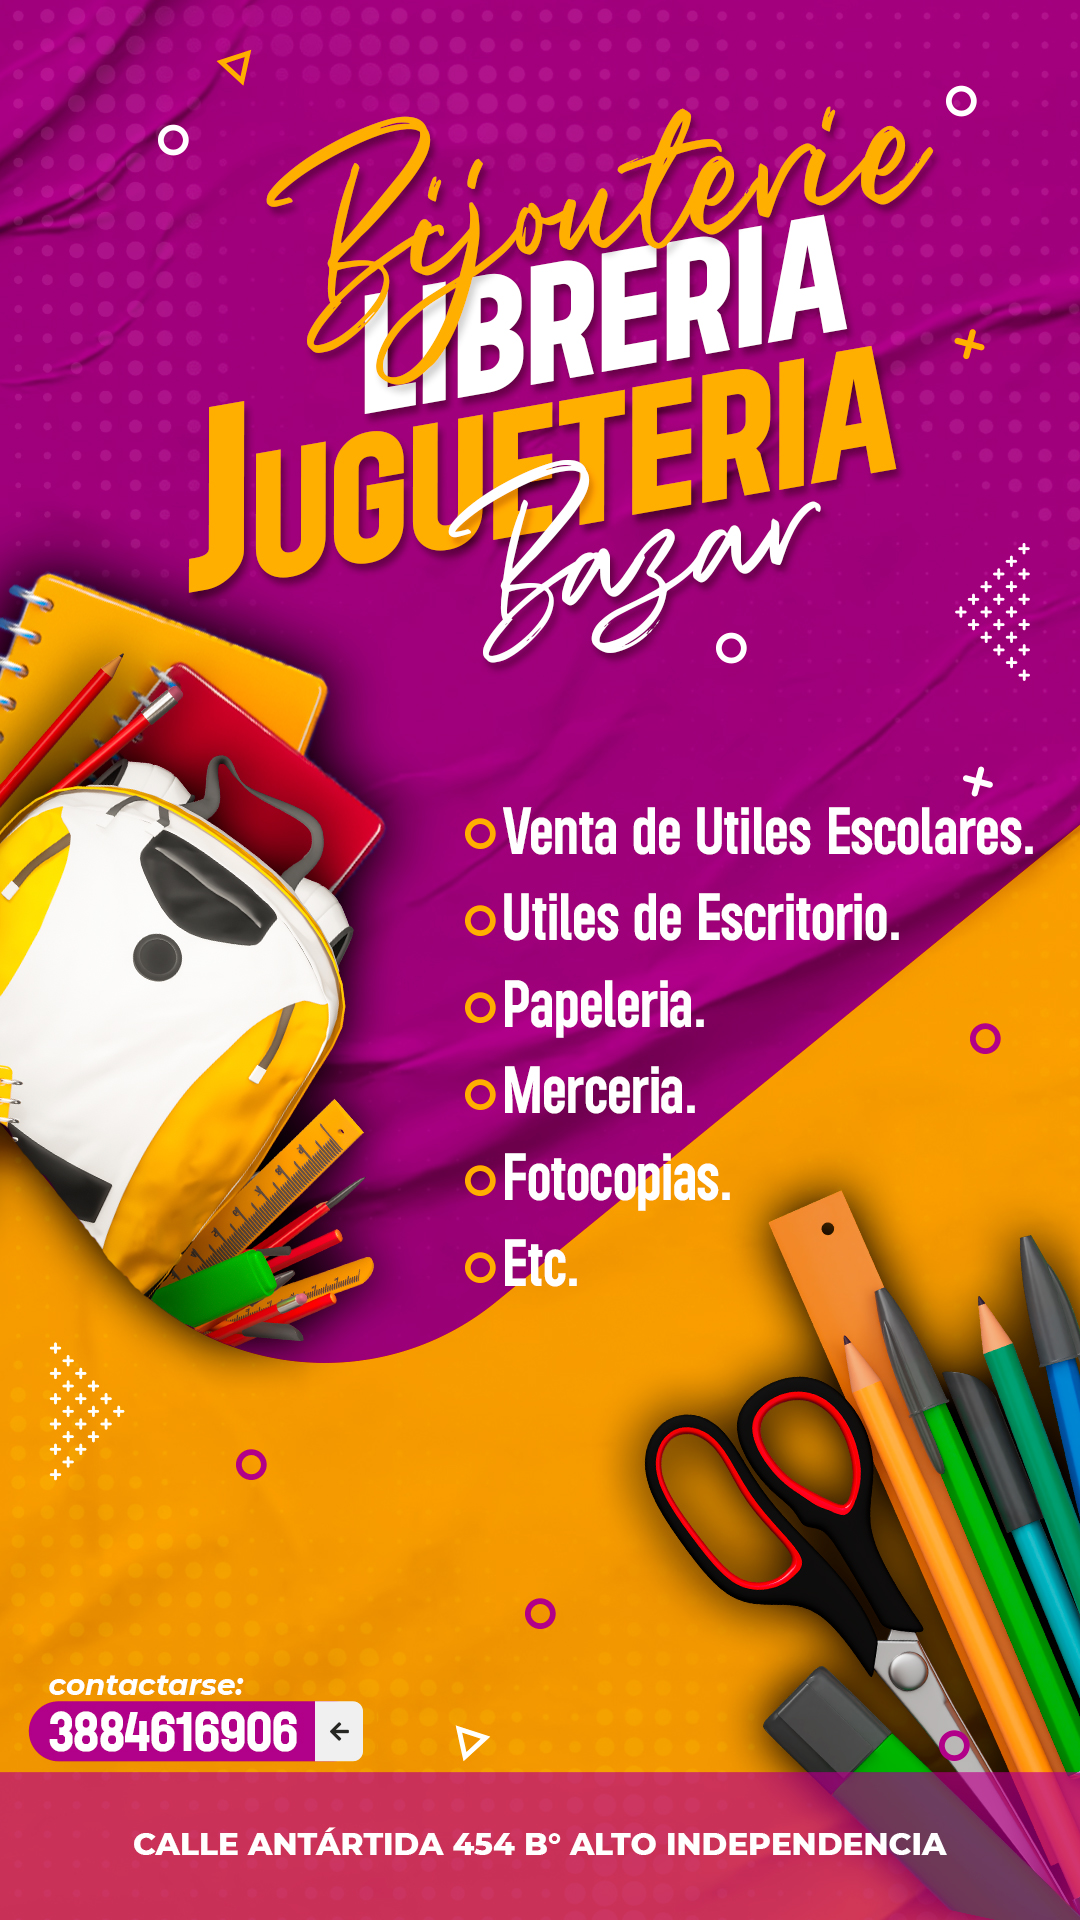 Bijouterie
LIBRERIA
JUGUETERIA
Bazar
Venta de Utiles Escolares.
Utiles de Escritorio.
Papeleria.
Merceria.
Fotocopias.
Etc.
contactarse:
3884616906
CALLE ANTÁRTIDA 454 B° ALTO INDEPENDENCIA